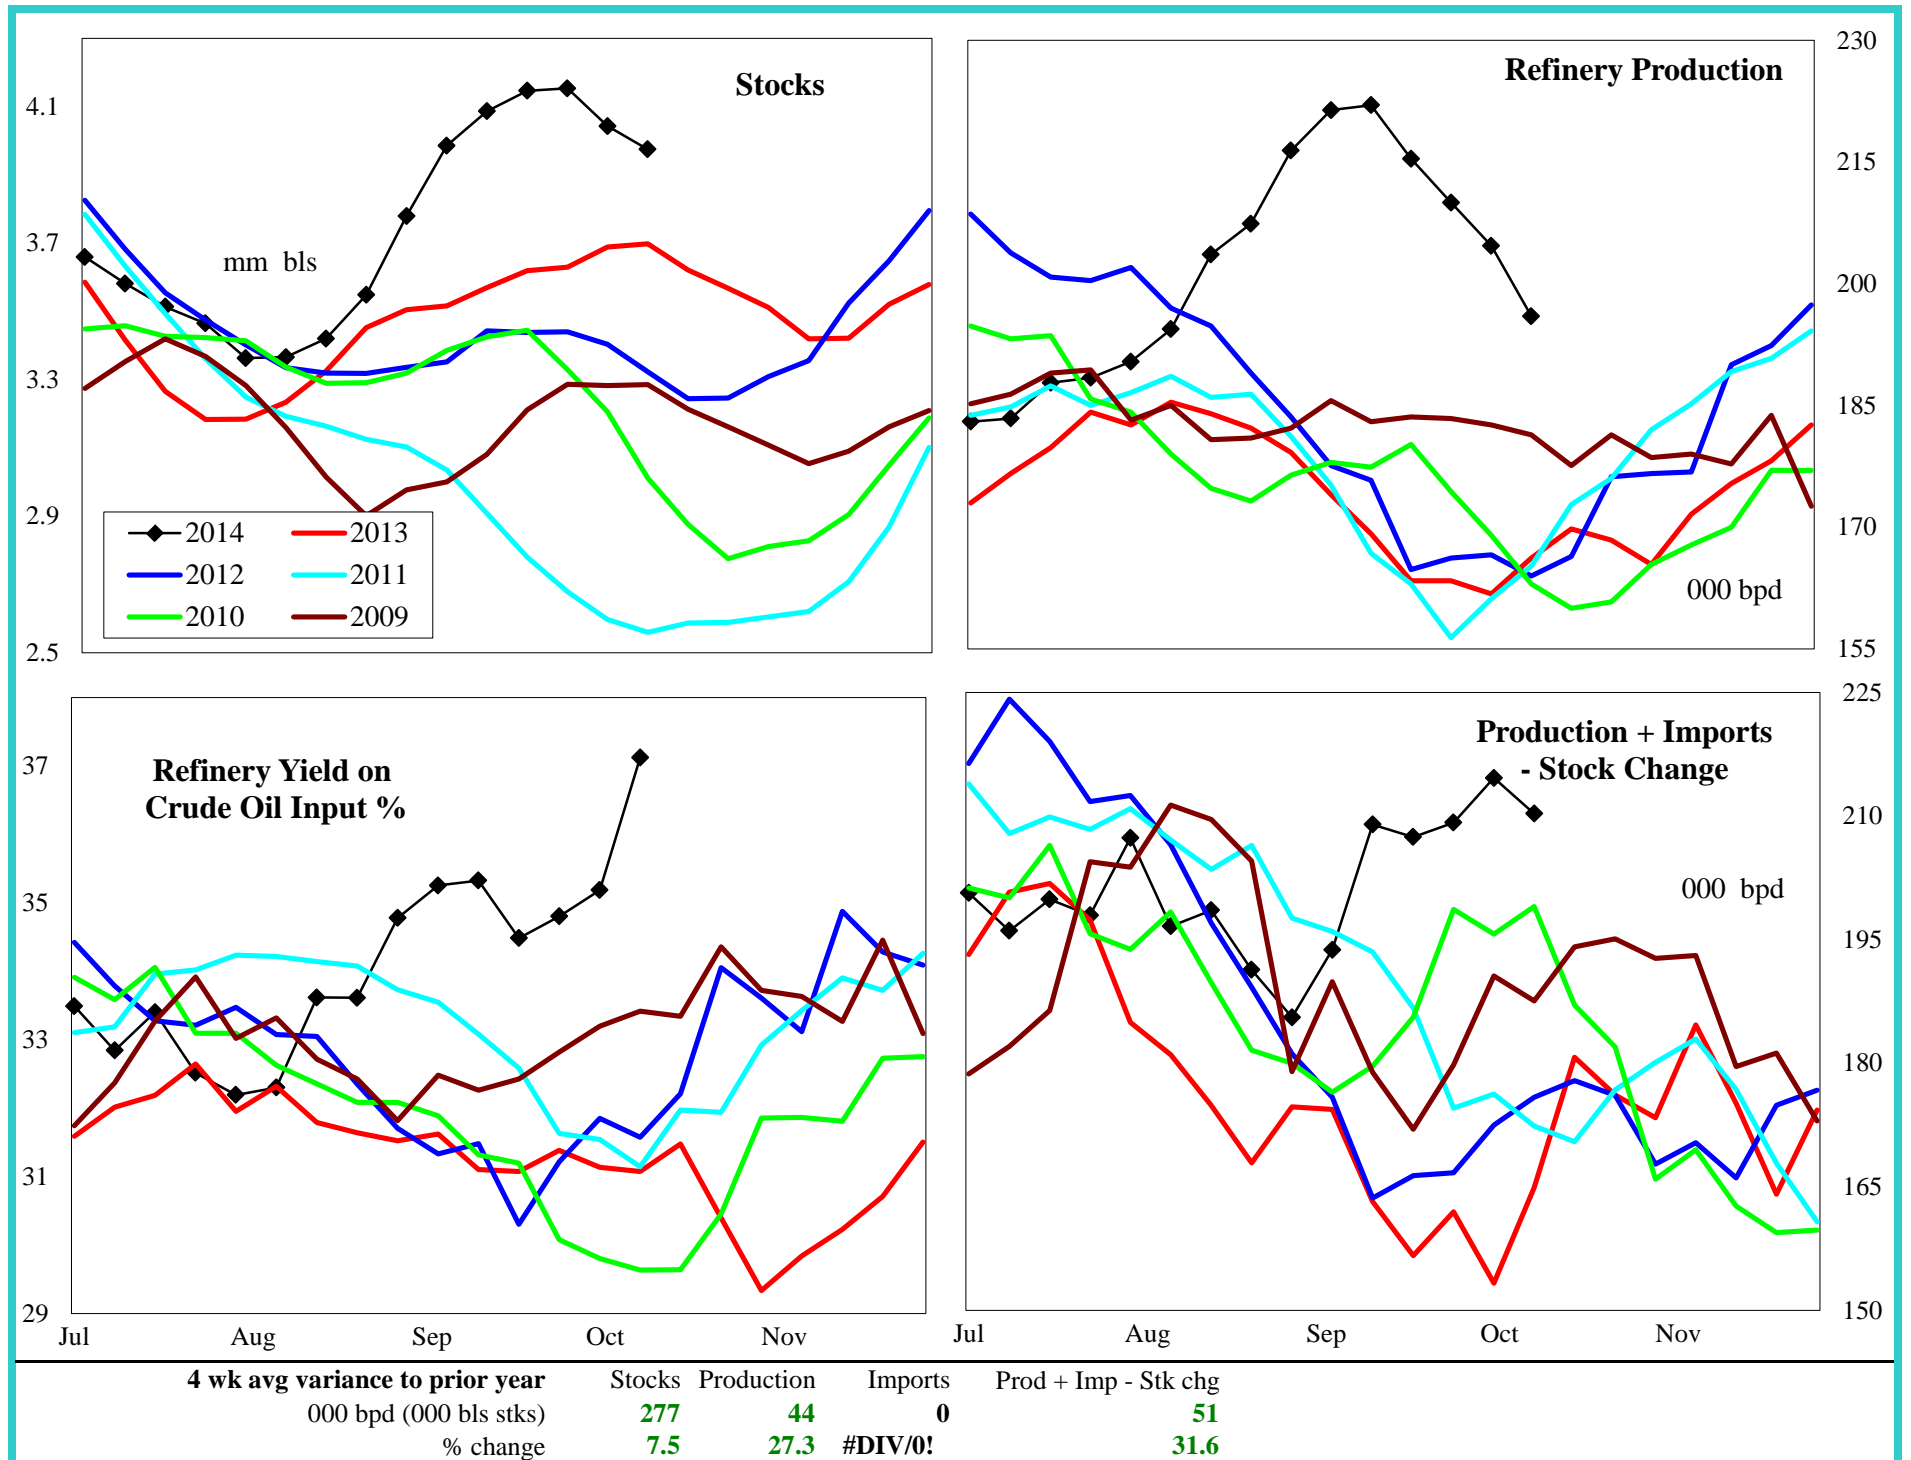 Stocks
4.1
3.7
3.3
2.9
2.5
mm bls
2014 2013
2012 2011
2010 2009
Refinery Production
230
215
200
185
170
155
000 bpd
Refinery Yield on
Crude Oil Input %
37
35
33
31
29
Jul Aug Sep Oct Nov
Production + Imports
- Stock Change
225
210
195
180
165
150
000 bpd
Jul Aug Sep Oct Nov
4 wk avg variance to prior year Stocks Production Imports Prod + Imp - Stk chg
000 bpd (000 bls stks) 277 44 0 51
% change 7.5 27.3 #DIV/0! 31.6